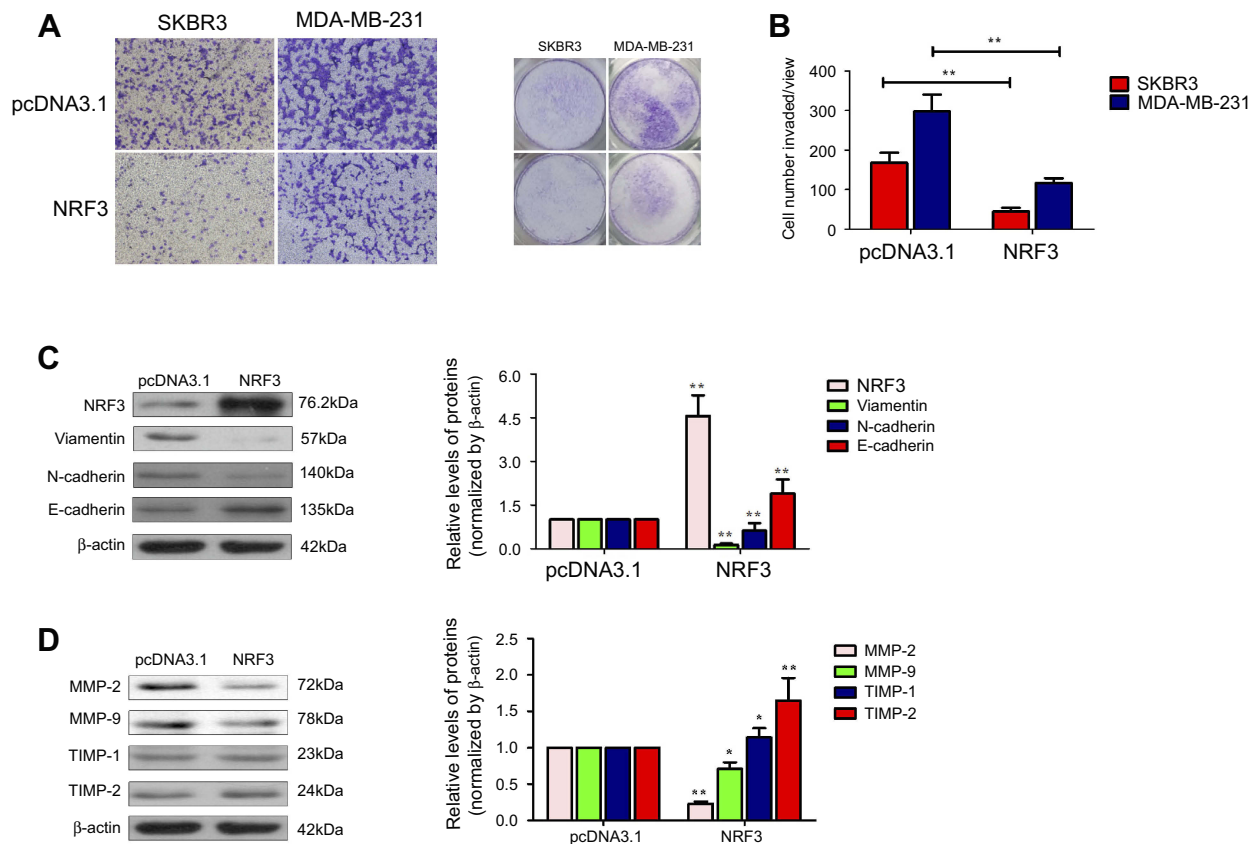 A
SKBR3 MDA-MB-231
pcDNA3.1
NRF3
SKBR3 MDA-MB-231
B
** **
Cell number invaded/view
400
300
200
100
0
pcDNA3.1 NRF3
SKBR3
MDA-MB-231
C
pcDNA3.1 NRF3
NRF3 76.2kDa
Viamentin 57kDa
N-cadherin 140kDa
E-cadherin 135kDa
β-actin 42kDa
Relative levels of proteins
(normalized by β-actin)
6.0
4.5
3.0
1.5
0.0
** ** ** **
pcDNA3.1 NRF3
NRF3
Viamentin
N-cadherin
E-cadherin
D
pcDNA3.1 NRF3
MMP-2 72kDa
MMP-9 78kDa
TIMP-1 23kDa
TIMP-2 24kDa
β-actin 42kDa
Relative levels of proteins
(normalized by β-actin)
2.5
2.0
1.5
1.0
0.5
0.0
** * * **
pcDNA3.1 NRF3
MMP-2
MMP-9
TIMP-1
TIMP-2